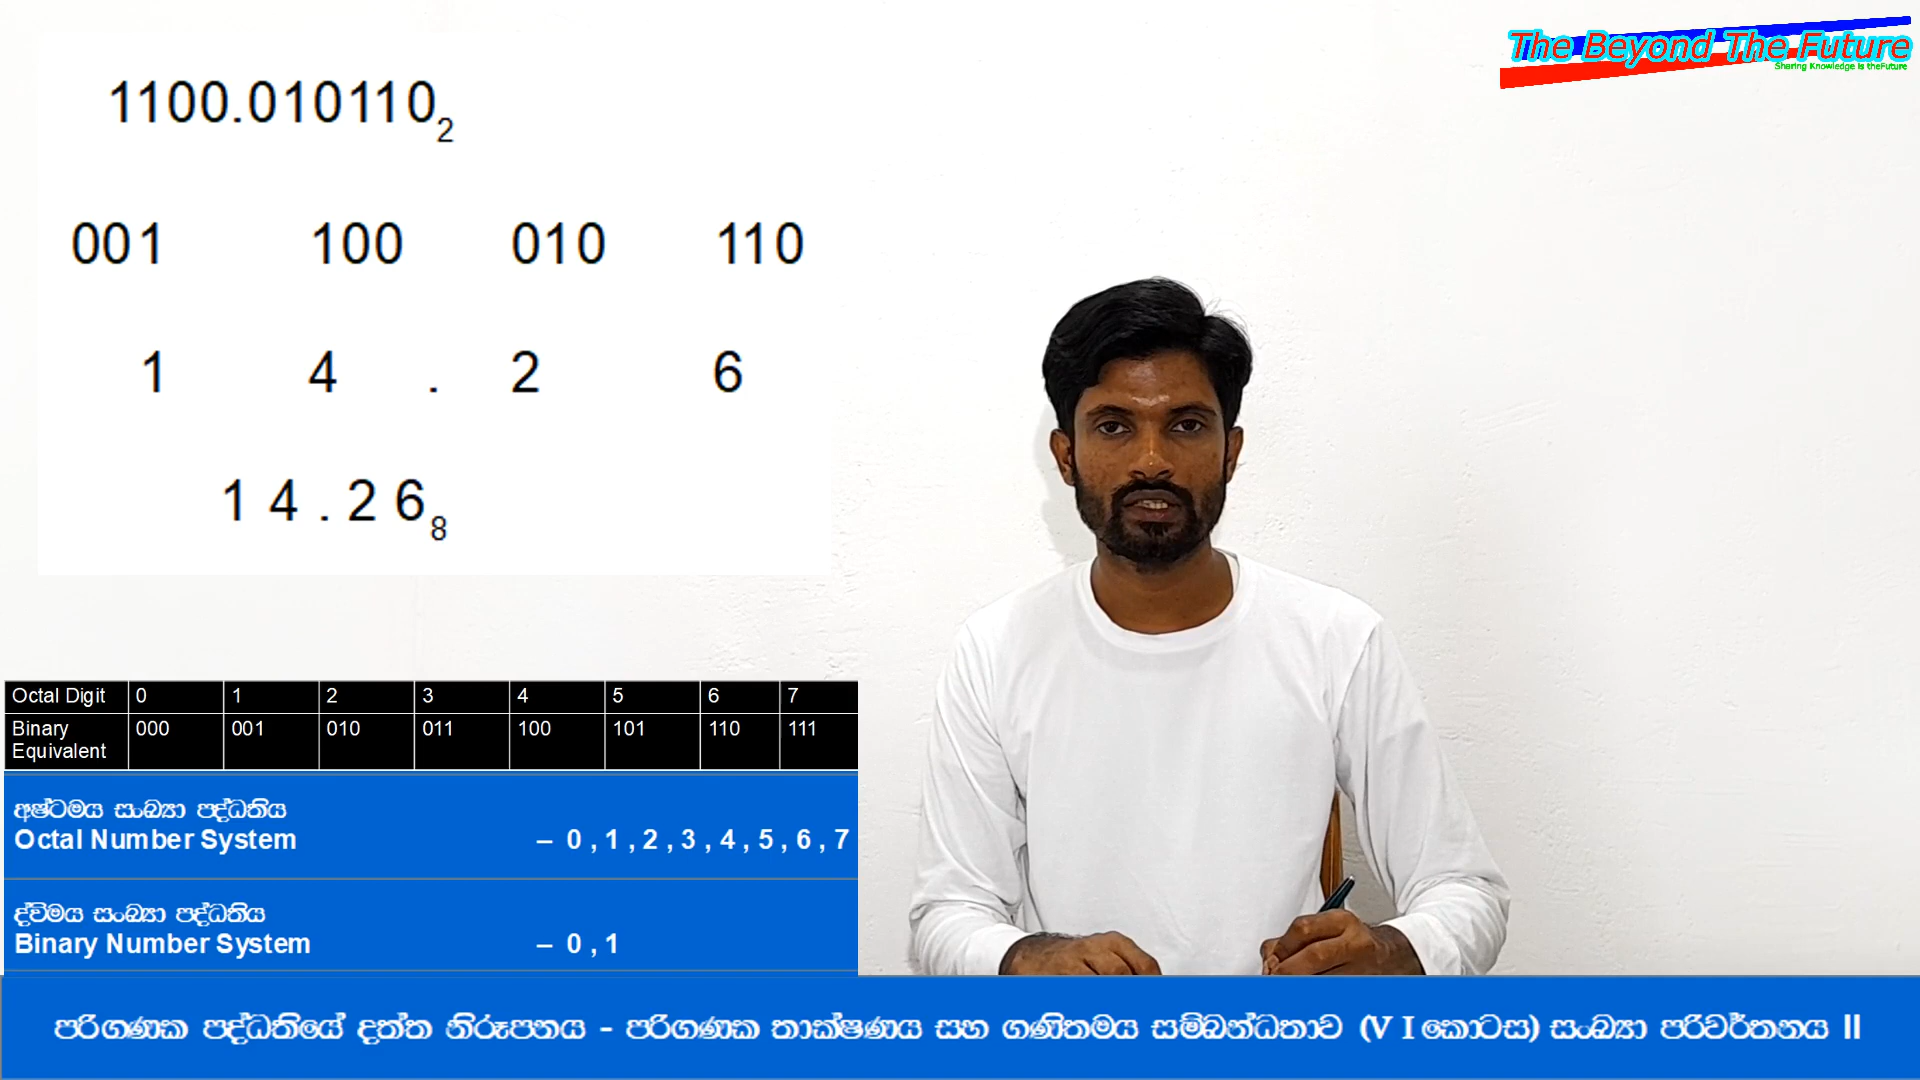 The Beyond The Future
Sharing Knowledge is theFuture
1100.010110₂
001 100 010 110
1 4 . 2 6
1 4 . 2 6₈
Octal Digit 0 1 2 3 4 5 6 7
Binary Equivalent 000 001 010 011 100 101 110 111
අෂ්ටමය සංඛ්‍යා පද්ධතිය
Octal Number System – 0 , 1 , 2 , 3 , 4 , 5 , 6 , 7
ද්විමය සංඛ්‍යා පද්ධතිය
Binary Number System – 0 , 1
පරිගණක පද්ධතියේ දත්ත නිරූපනය - පරිගණක තාක්ෂණය සහ ගණිතමය සම්බන්ධතාව (V I කොටස) සංඛ්‍යා පරිවර්තනය II